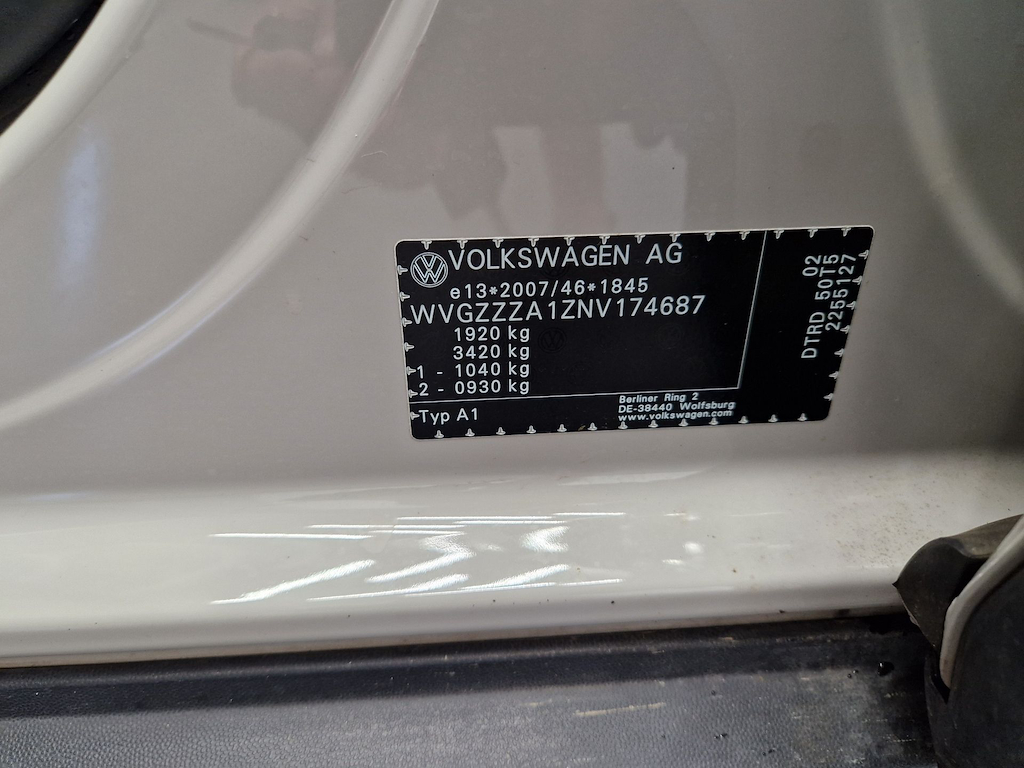 VOLKSWAGEN AG
e13*2007/46*1845
WVGZZZA1ZNV174687
1920 kg
3420 kg
1 - 1040 kg
2 - 0930 kg
Typ A1
Berliner Ring 2
DE-38440 Wolfsburg
www.volkswagen.com
02
DTRD 50T5
2255127